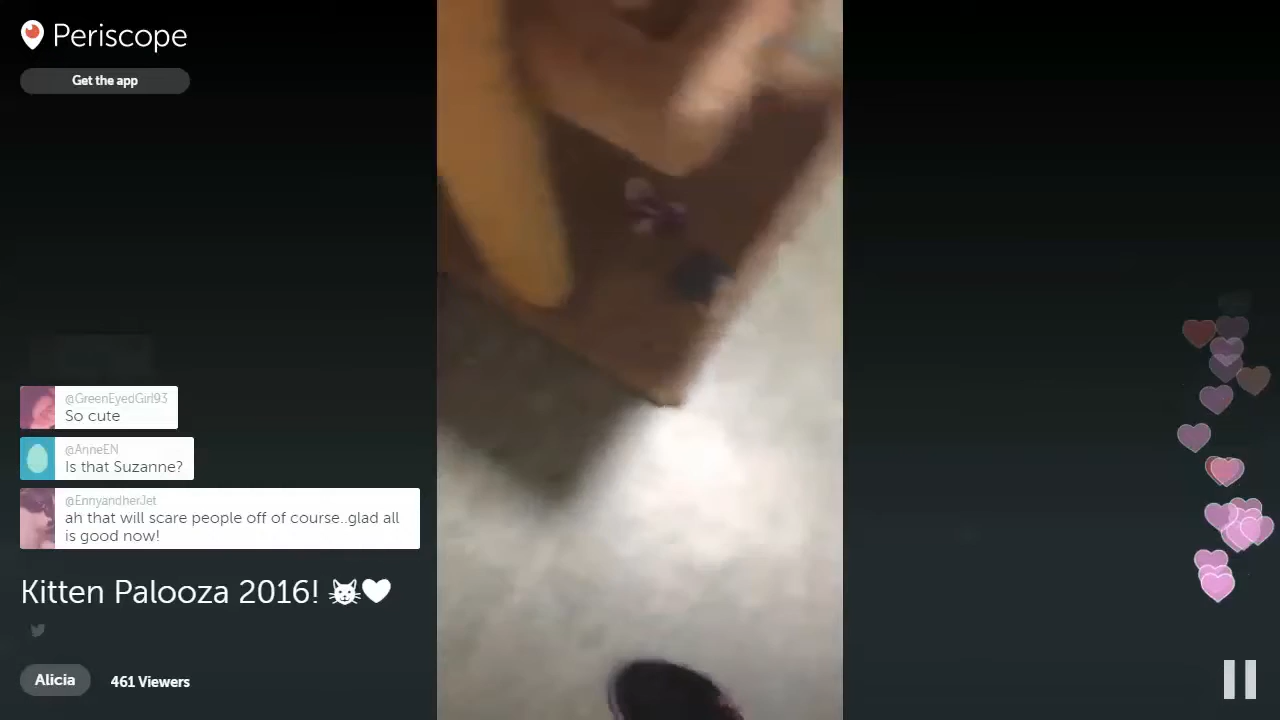 Periscope
Get the app
@GreenEyedGirl93
So cute
@AnneEN
Is that Suzanne?
@EnnyandherJet
ah that will scare people off of course..glad all
is good now!
Kitten Palooza 2016! 🐱❤
Alicia
461 Viewers